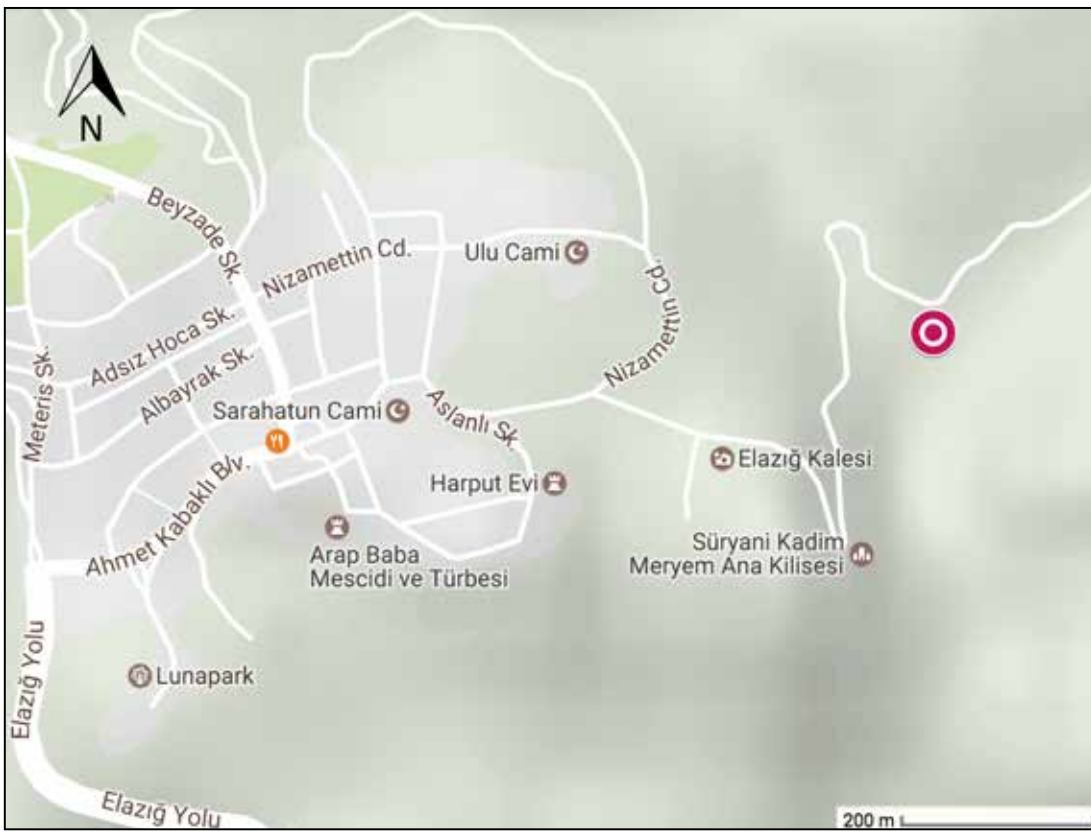 N
Beyzade Sk.
Nizamettin Cd.
Ulu Cami
Nizamettin Cd.
Adsız Hoca Sk.
Albayrak Sk.
Meteris Sk.
Sarahatun Cami
Aslanlı Sk.
Ahmet Kabaklı Blv.
Harput Evi
Elazığ Kalesi
Arap Baba
Mescidi ve Türbesi
Süryani Kadim
Meryem Ana Kilisesi
Lunapark
Elazığ Yolu
Elazığ Yolu
200 m